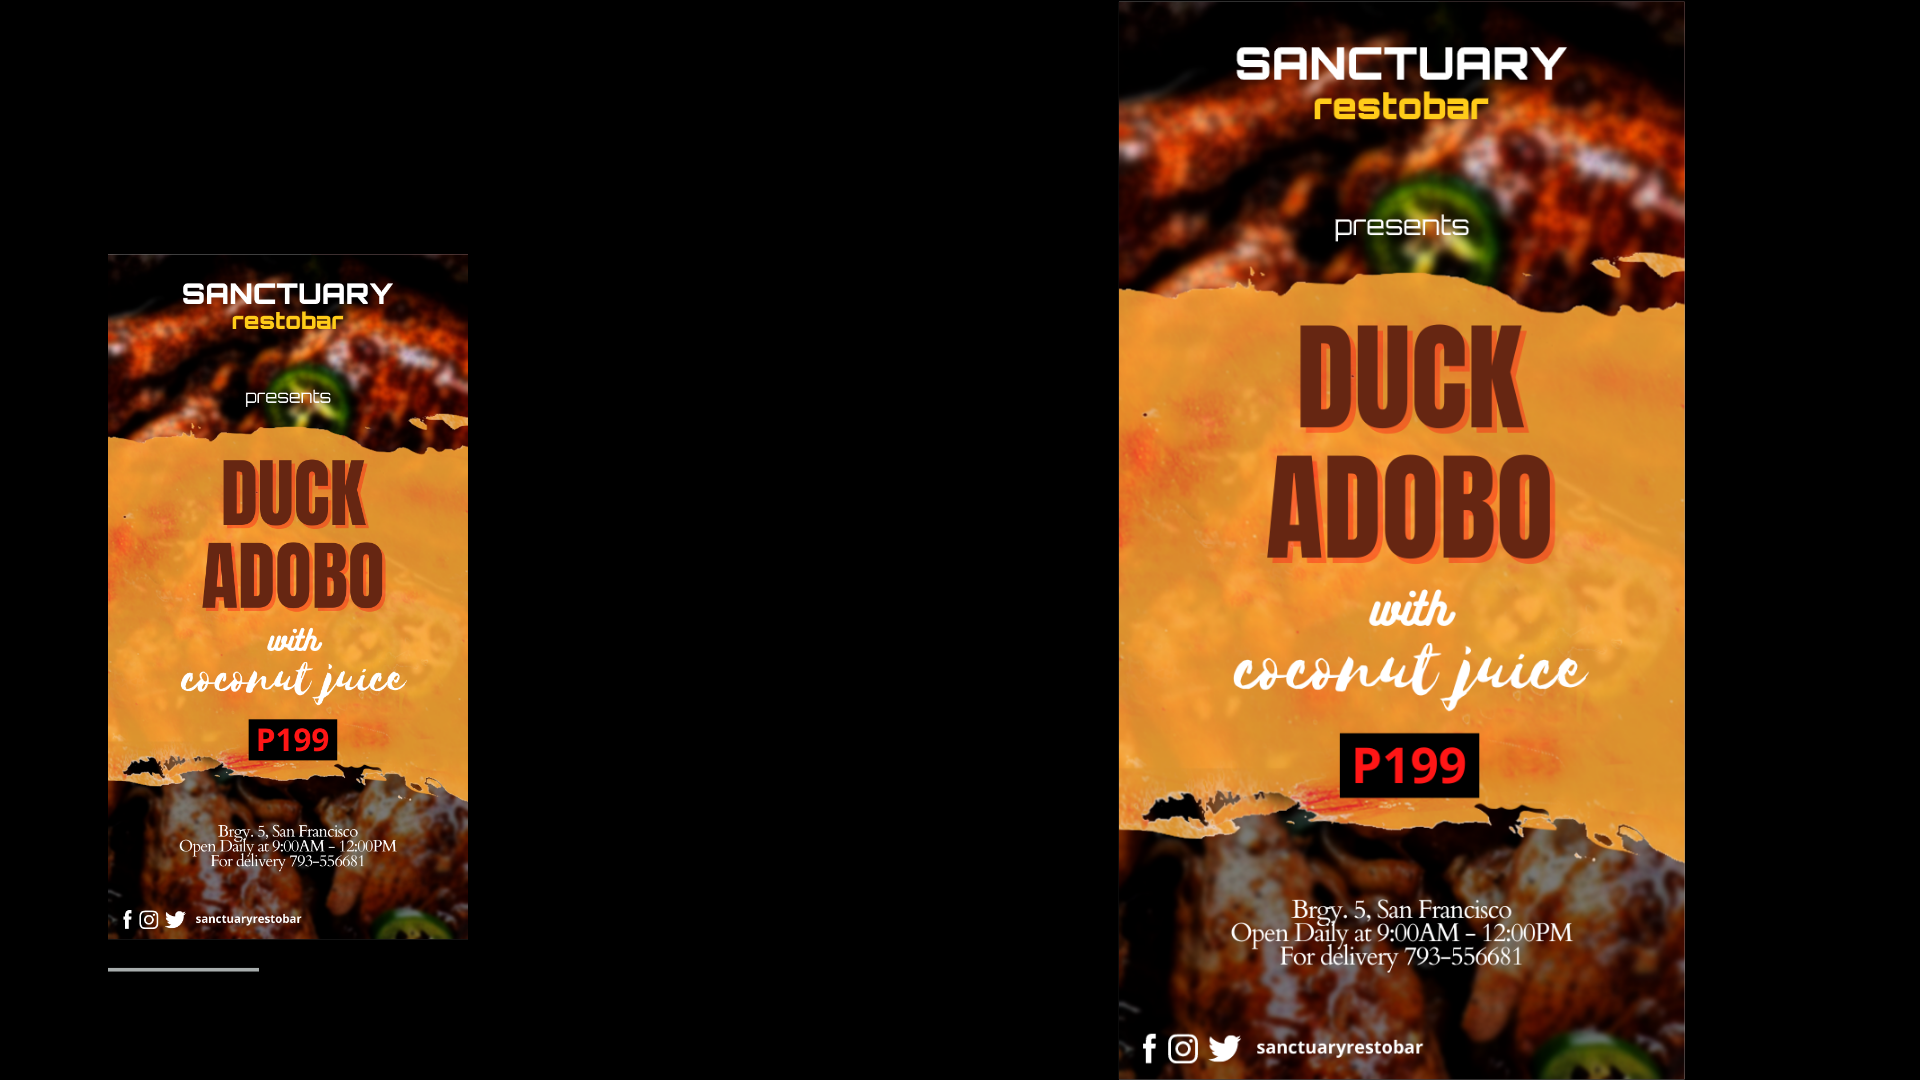 SANCTUARY
restobar
presents
DUCK
ADOBO
with
coconut juice
P199
Brgy. 5, San Francisco
Open Daily at 9:00AM - 12:00PM
For delivery 793-556681
sanctuaryrestobar
SANCTUARY
restobar
presents
DUCK
ADOBO
with
coconut juice
P199
Brgy. 5, San Francisco
Open Daily at 9:00AM - 12:00PM
For delivery 793-556681
sanctuaryrestobar